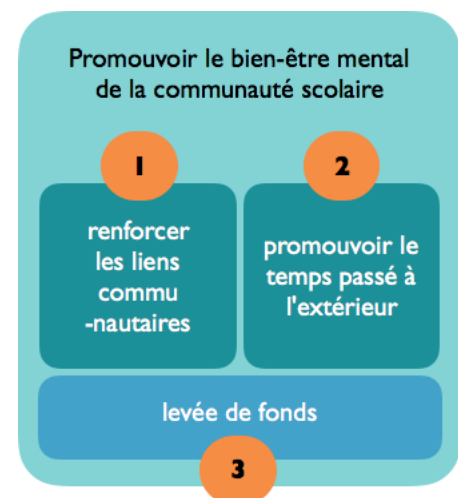 Promouvoir le bien-être mental
de la communauté scolaire
1
renforcer
les liens
commu
-nautaires
2
promouvoir le
temps passé à
l'extérieur
levée de fonds
3